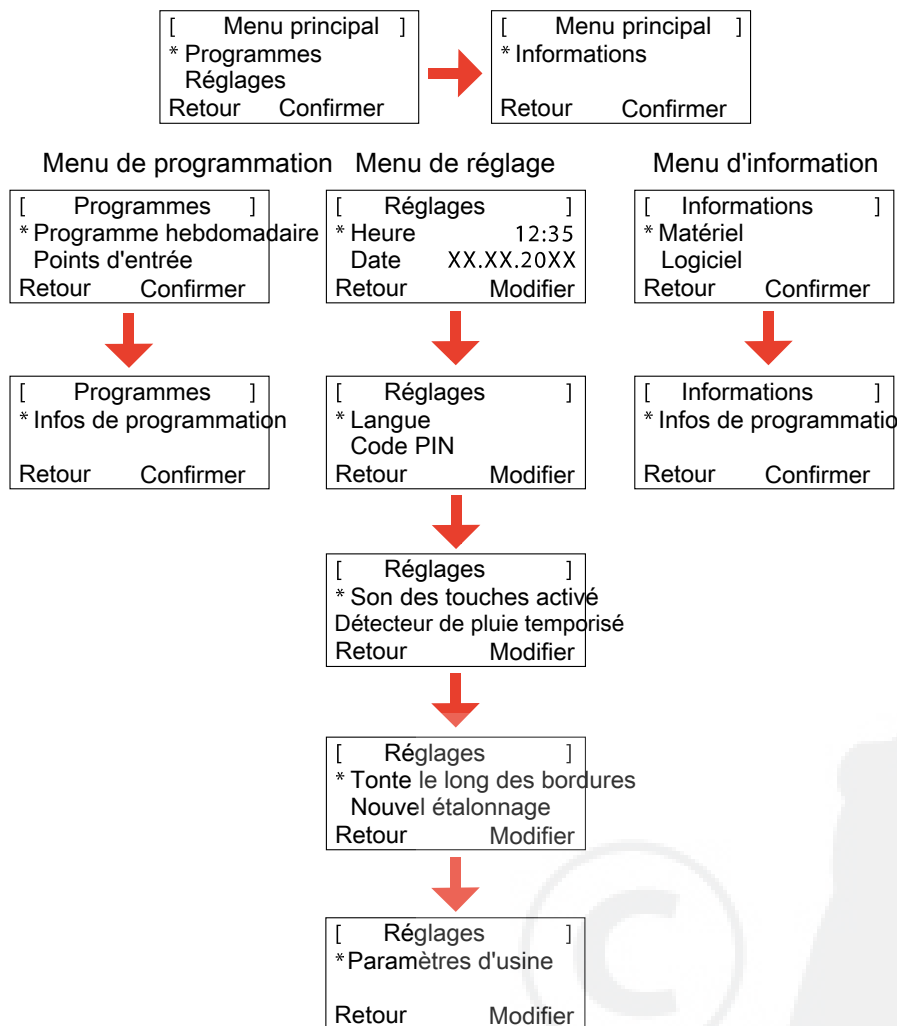 [ Menu principal ]
* Programmes
Réglages
Retour Confirmer
[ Menu principal ]
* Informations
Retour Confirmer
Menu de programmation
[ Programmes ]
* Programme hebdomadaire
Points d'entrée
Retour Confirmer
[ Programmes ]
* Infos de programmation
Retour Confirmer
Menu de réglage
[ Réglages ]
* Heure 12:35
Date XX.XX.20XX
Retour Modifier
[ Réglages ]
* Langue
Code PIN
Retour Modifier
[ Réglages ]
* Son des touches activé
Détecteur de pluie temporisé
Retour Modifier
[ Réglages ]
* Tonte le long des bordures
Nouvel étalonnage
Retour Modifier
[ Réglages ]
*Paramètres d'usine
Retour Modifier
Menu d'information
[ Informations ]
* Matériel
Logiciel
Retour Confirmer
[ Informations ]
* Infos de programmatio
Retour Confirmer
©